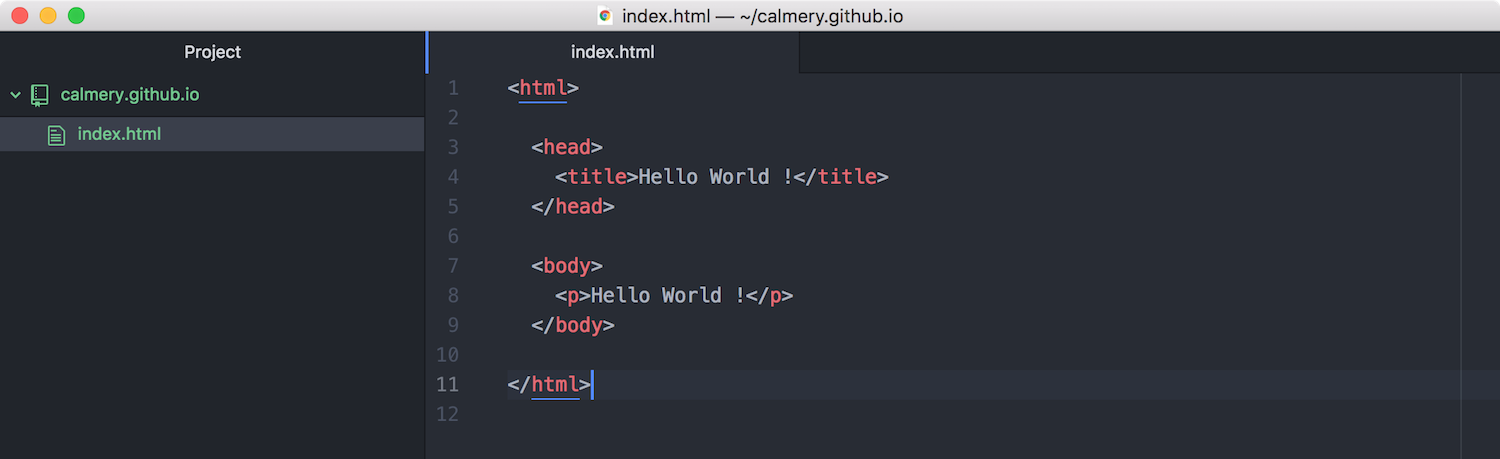 index.html — ~/calmery.github.io
Project
calmery.github.io
index.html
index.html
1 <html>
2
3   <head>
4     <title>Hello World !</title>
5   </head>
6
7   <body>
8     <p>Hello World !</p>
9   </body>
10
11 </html>
12